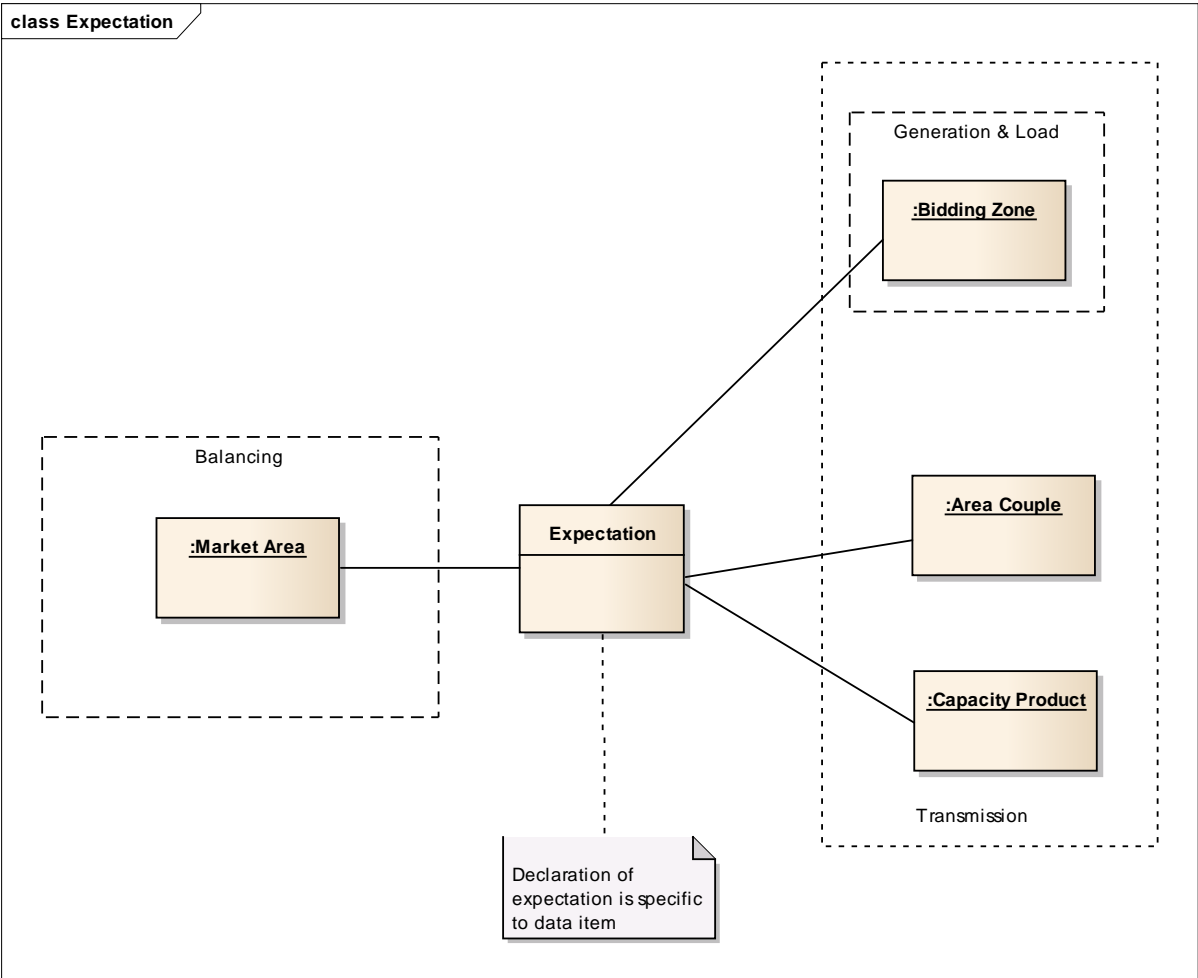 class Expectation
Generation & Load
:Bidding Zone
Balancing
:Market Area
Expectation
:Area Couple
:Capacity Product
Transmission
Declaration of
expectation is specific
to data item